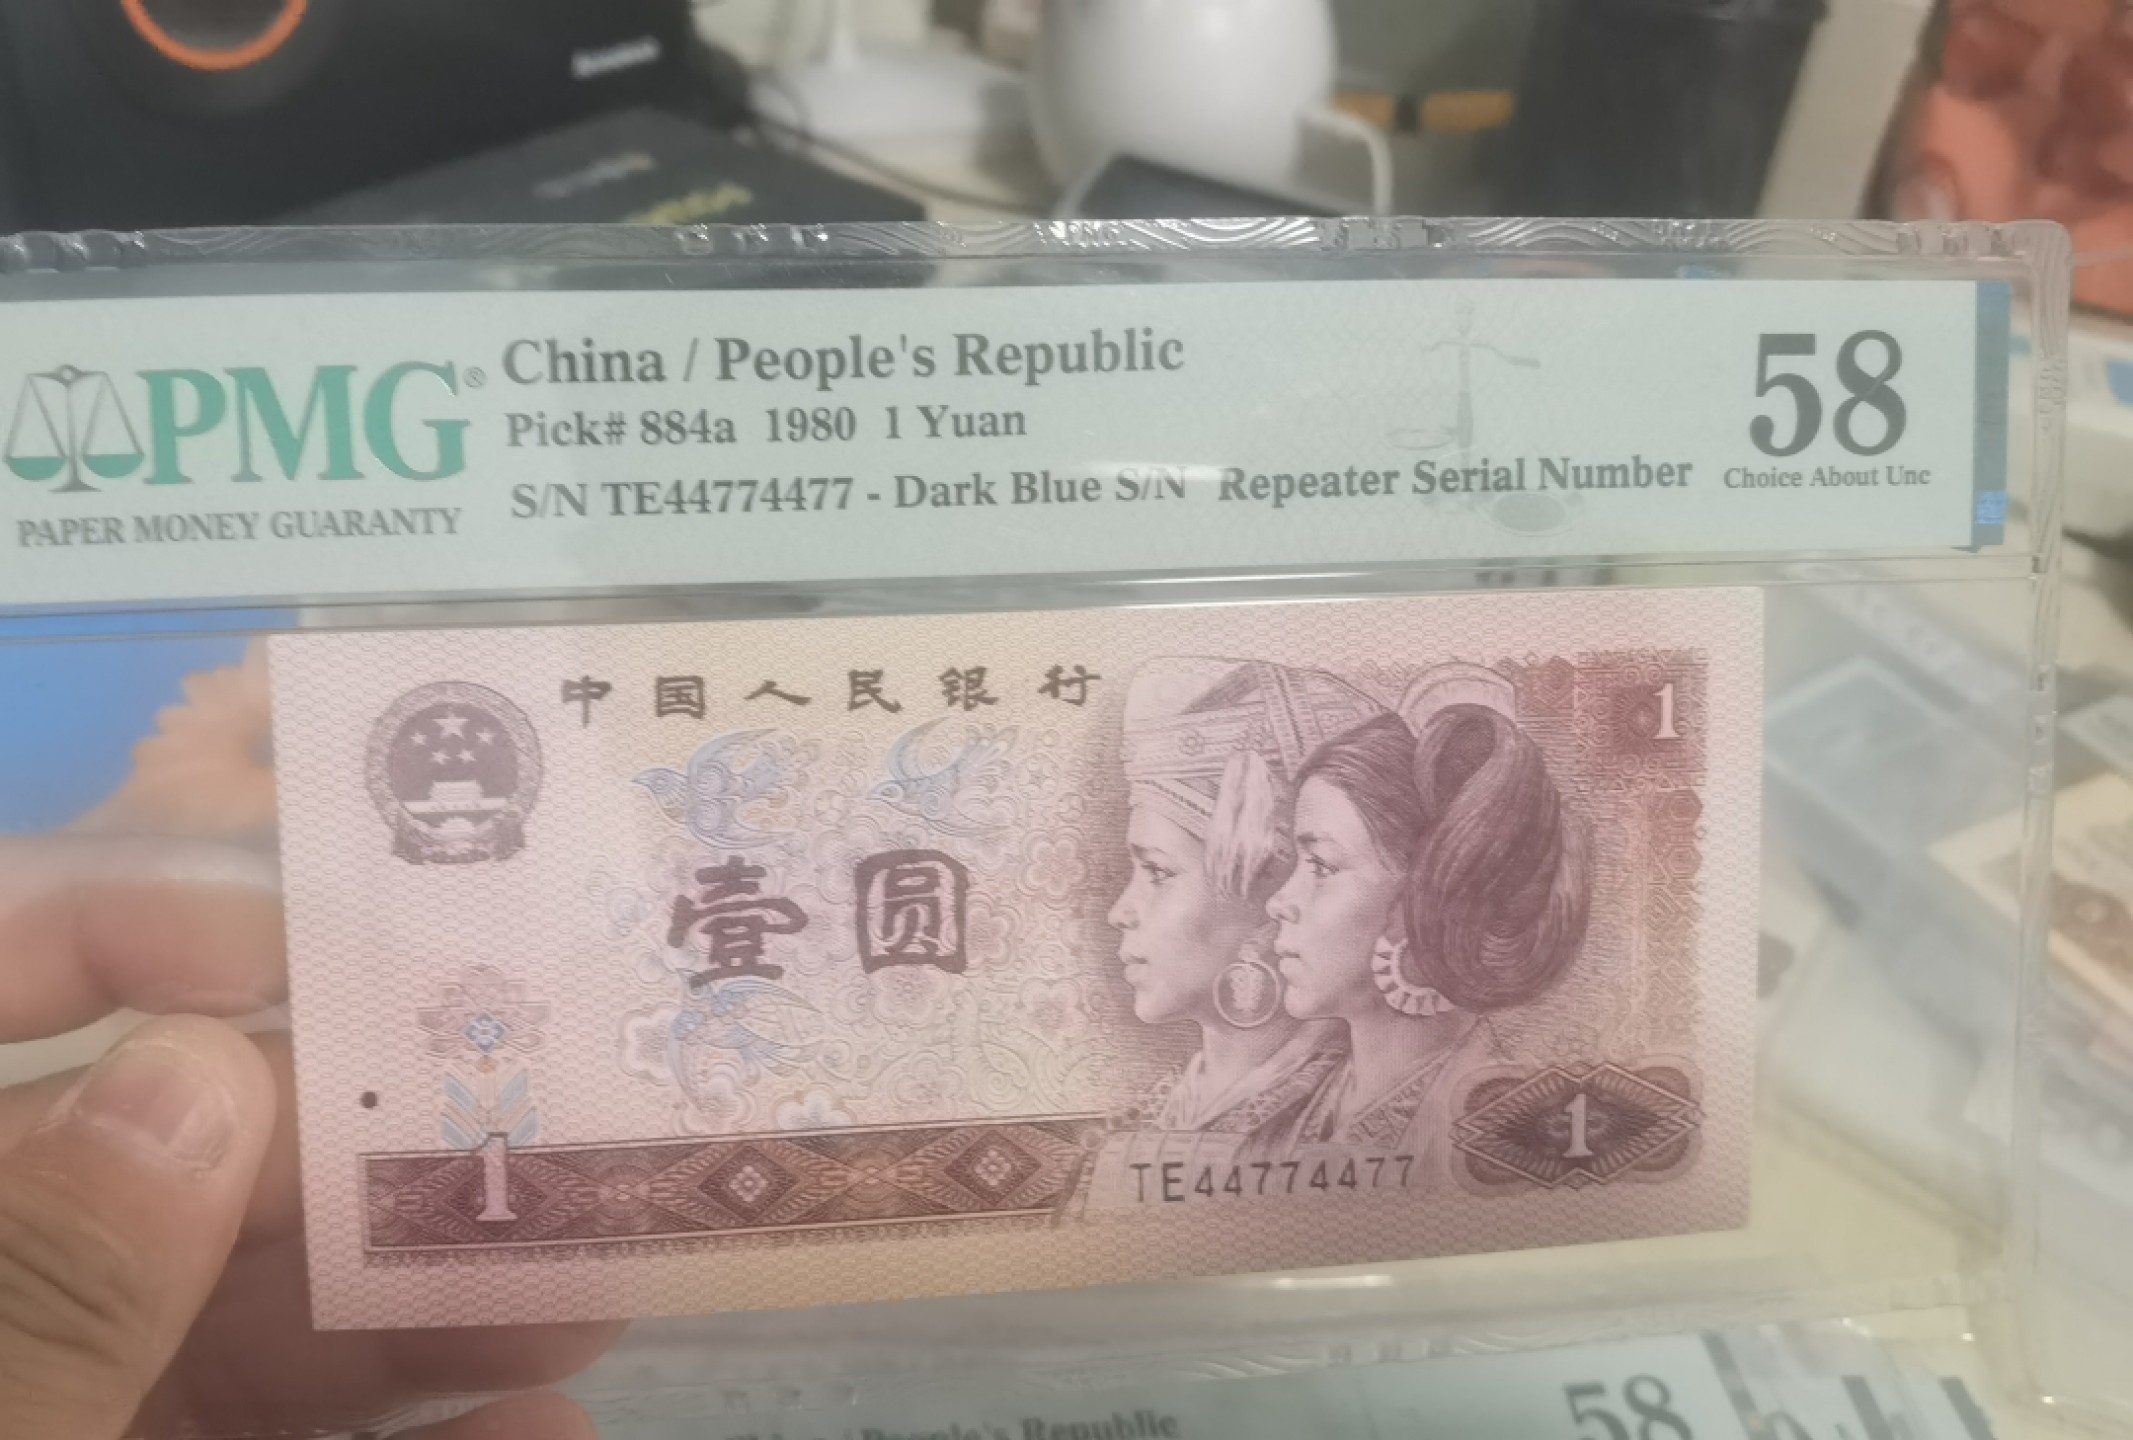 PMG®
PAPER MONEY GUARANTY
China / People's Republic
Pick# 884a 1980 1 Yuan
S/N TE44774477 - Dark Blue S/N Repeater Serial Number
58
Choice About Unc
中国人民银行
1
壹圆
1
1
TE44774477
58
China / People's Republic